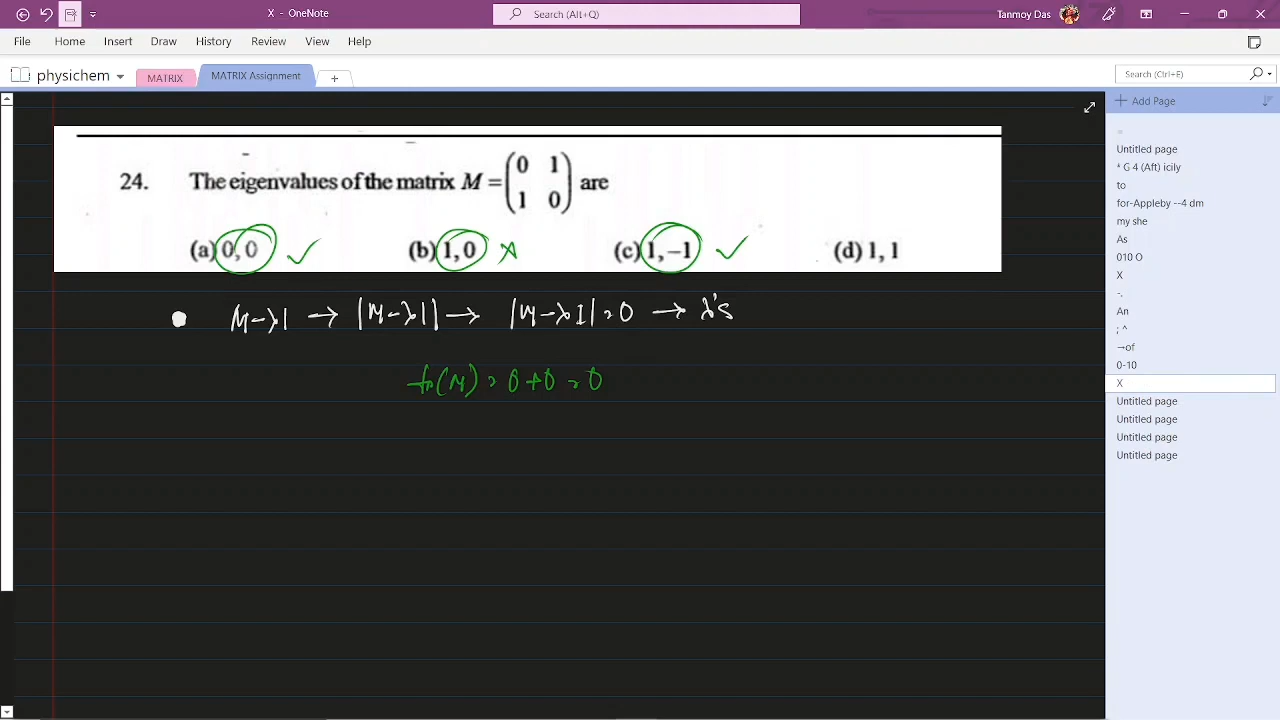 X - OneNote
Search (Alt+Q)
Tanmoy Das
File Home Insert Draw History Review View Help
physichem
MATRIX
MATRIX Assignment
Search (Ctrl+E)
Add Page
Untitled page
* G 4 (Aft) icily
to
for-Appleby --4 dm
my she
As
010 O
X
-,
An
; ^
→of
0-10
X
Untitled page
Untitled page
Untitled page
Untitled page
24. The eigenvalues of the matrix M = (0 1
1 0) are
(a) 0, 0 ✓ (b) 1, 0 ✗ (c) 1, –1 ✓ (d) 1, 1
• M-λI → |M-λI| → |M-λI| = 0 → λ's
tr(M) = 0+0 = 0